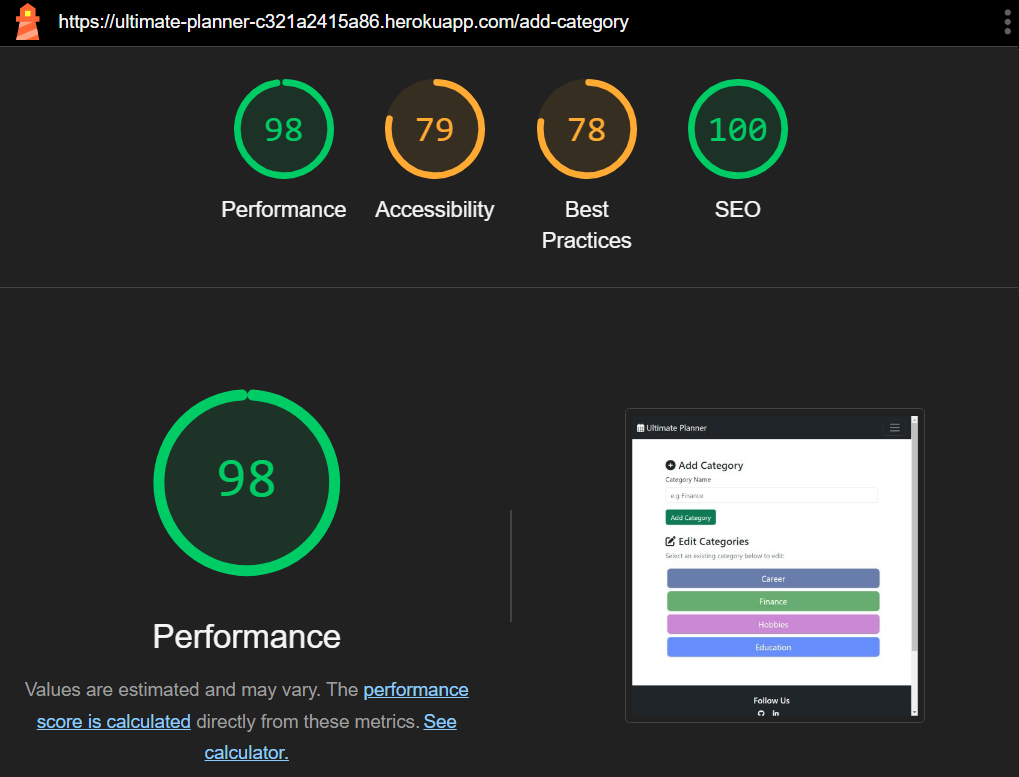 https://ultimate-planner-c321a2415a86.herokuapp.com/add-category
98
79
78
100
Performance
Accessibility
Best
Practices
SEO
98
Performance
Values are estimated and may vary. The performance
score is calculated directly from these metrics. See
calculator.
Ultimate Planner
Add Category
Category Name
e.g Finance
Add Category
Edit Categories
Select an existing category below to edit:
Career
Finance
Hobbies
Education
Follow Us